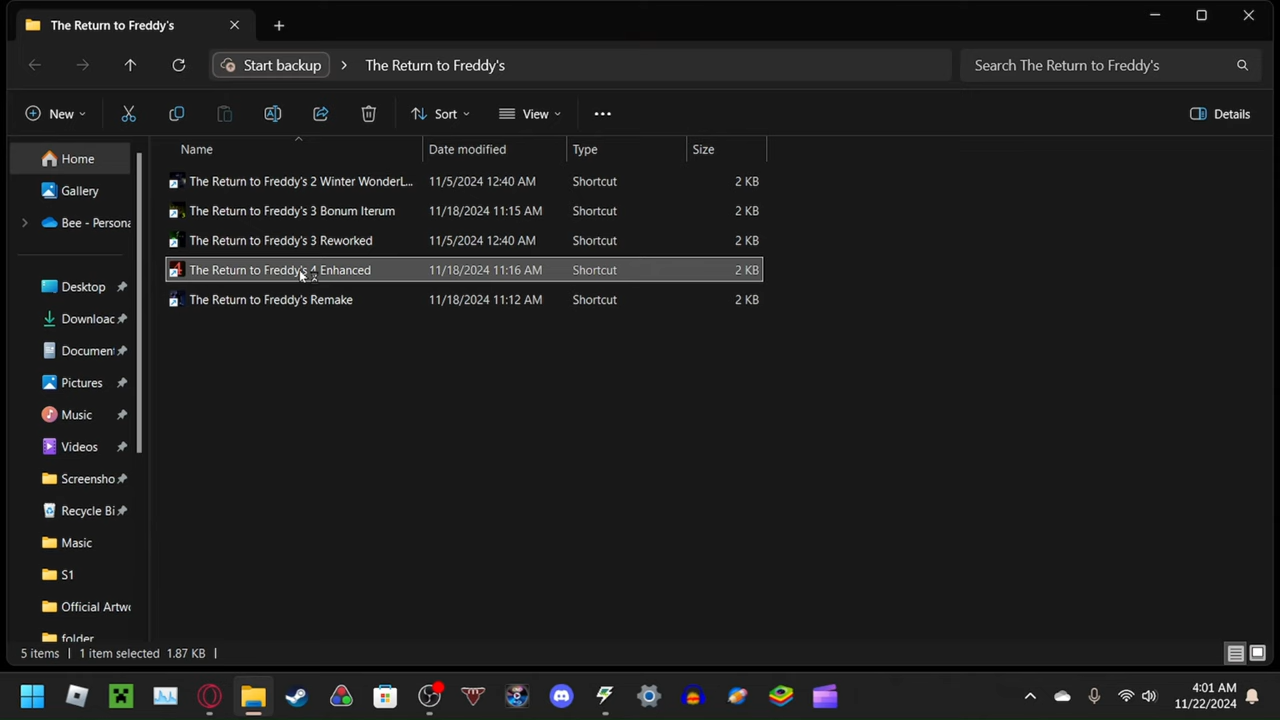 The Return to Freddy's
Start backup
The Return to Freddy's
Search The Return to Freddy's
New
Sort
View
Details
Name
Date modified
Type
Size
Home
Gallery
Bee - Persona
Desktop
Downloac
Documen
Pictures
Music
Videos
Screensho
Recycle Bi
Masic
S1
Official Artwo
folder
The Return to Freddy's 2 Winter WonderL... 11/5/2024 12:40 AM Shortcut 2 KB
The Return to Freddy's 3 Bonum Iterum 11/18/2024 11:15 AM Shortcut 2 KB
The Return to Freddy's 3 Reworked 11/5/2024 12:40 AM Shortcut 2 KB
The Return to Freddy's 4 Enhanced 11/18/2024 11:16 AM Shortcut 2 KB
The Return to Freddy's Remake 11/18/2024 11:12 AM Shortcut 2 KB
5 items
1 item selected 1.87 KB
4:01 AM
11/22/2024